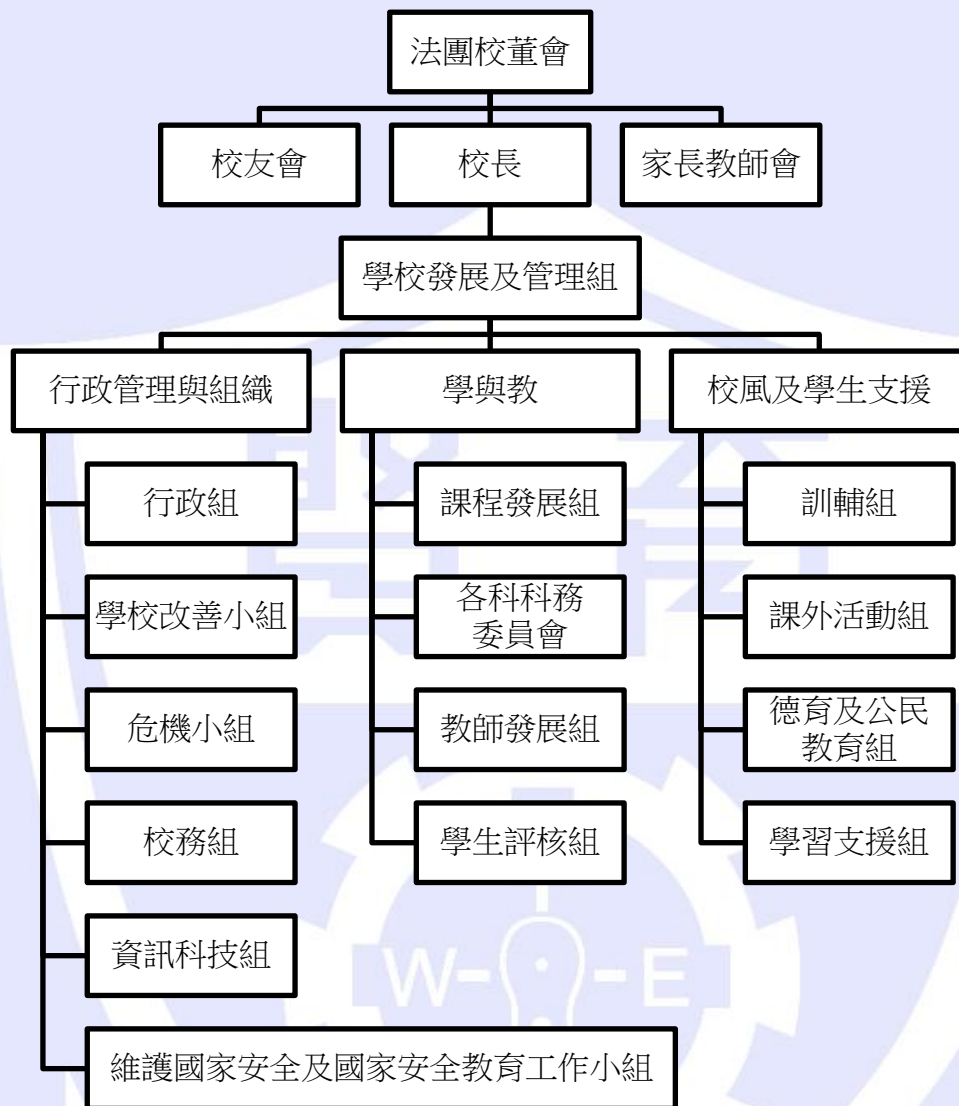 法團校董會
校友會
校長
家長教師會
學校發展及管理組
行政管理與組織
學與教
校風及學生支援
行政組
課程發展組
訓輔組
學校改善小組
各科科務
委員會
課外活動組
危機小組
教師發展組
德育及公民
教育組
校務組
學生評核組
學習支援組
資訊科技組
W
E
維護國家安全及國家安全教育工作小組